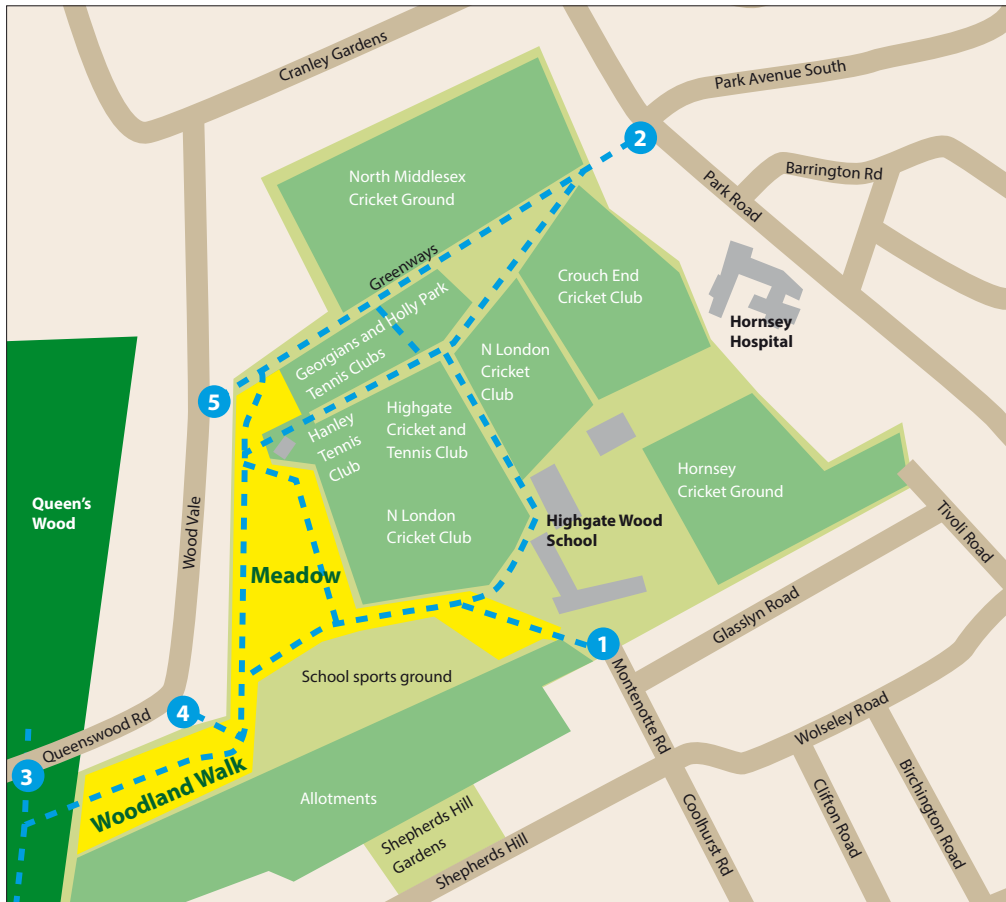 Cranley Gardens
Park Avenue South
2
Barrington Rd
Park Road
North Middlesex
Cricket Ground
Greenways
Crouch End
Cricket Club
Hornsey
Hospital
Georgians and Holly Park
Tennis Clubs
N London
Cricket
Club
5
Hanley
Tennis
Club
Highgate
Cricket and
Tennis Club
Hornsey
Cricket Ground
Queen's
Wood
Wood Vale
N London
Cricket Club
Highgate Wood
School
Tivoli Road
Meadow
Glasslyn Road
1
School sports ground
Montenotte Rd
4
Queenswood Rd
3
Wolseley Road
Woodland Walk
Allotments
Shepherds Hill
Gardens
Shepherds Hill
Coolhurst Rd
Clifton Road
Birchington Road